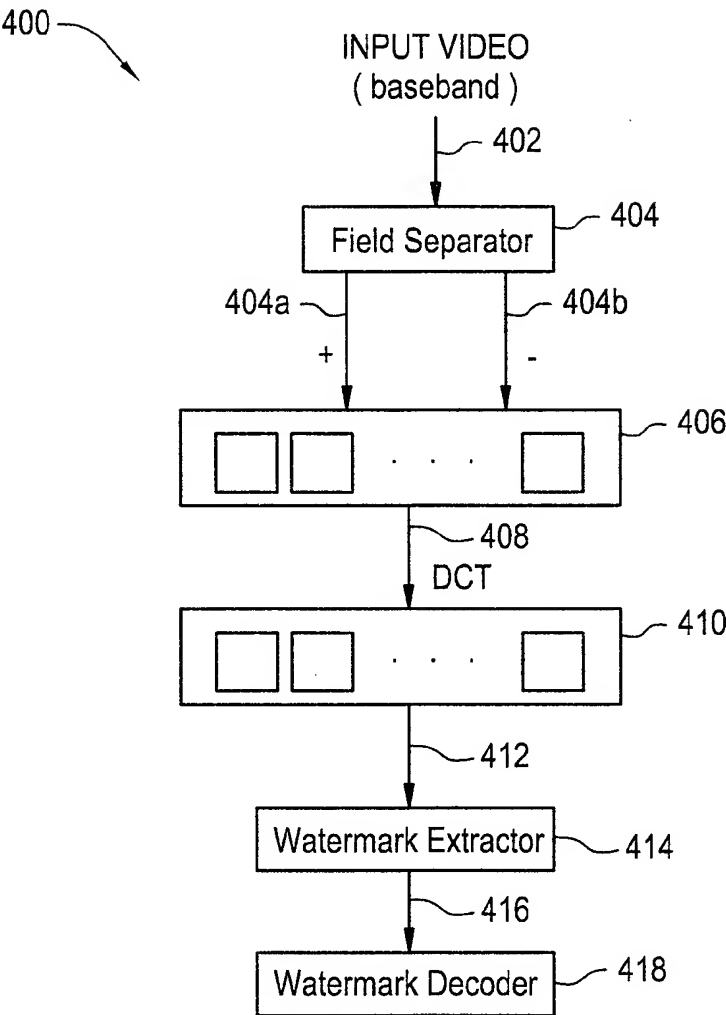 400
INPUT VIDEO
( baseband )
402
Field Separator
404
404a
404b
+
-
406
. . .
408
DCT
410
. . .
412
Watermark Extractor
414
416
Watermark Decoder
418